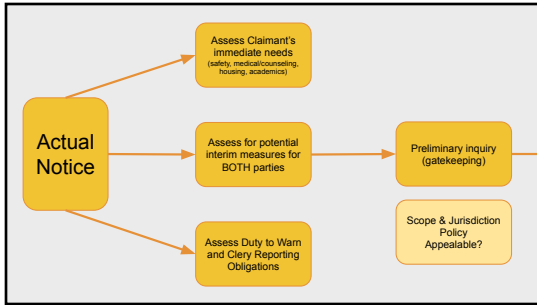 Assess Claimant's
immediate needs
(safety, medical/counseling,
housing, academics)
Actual
Notice
Assess for potential
interim measures for
BOTH parties
Preliminary inquiry
(gatekeeping)
Scope & Jurisdiction
Policy
Appealable?
Assess Duty to Warn
and Clery Reporting
Obligations